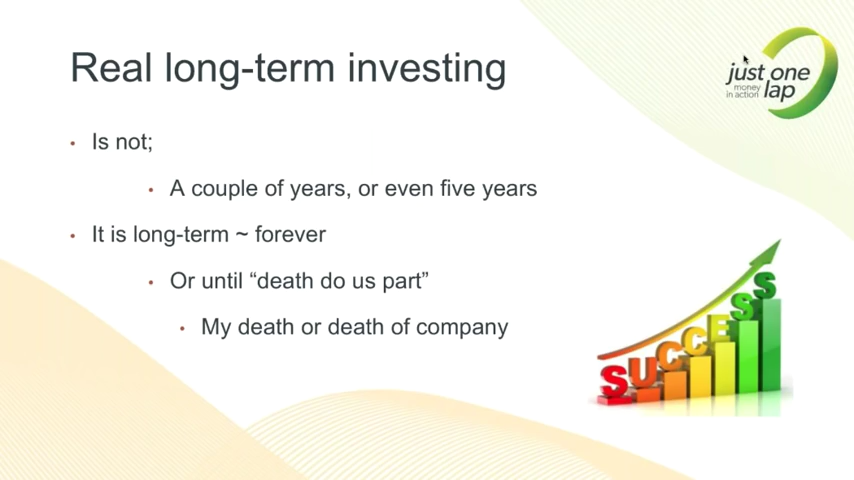 Real long-term investing
just one
money
in action lap
• Is not;
• A couple of years, or even five years
• It is long-term ~ forever
• Or until “death do us part”
• My death or death of company
SUCCESS